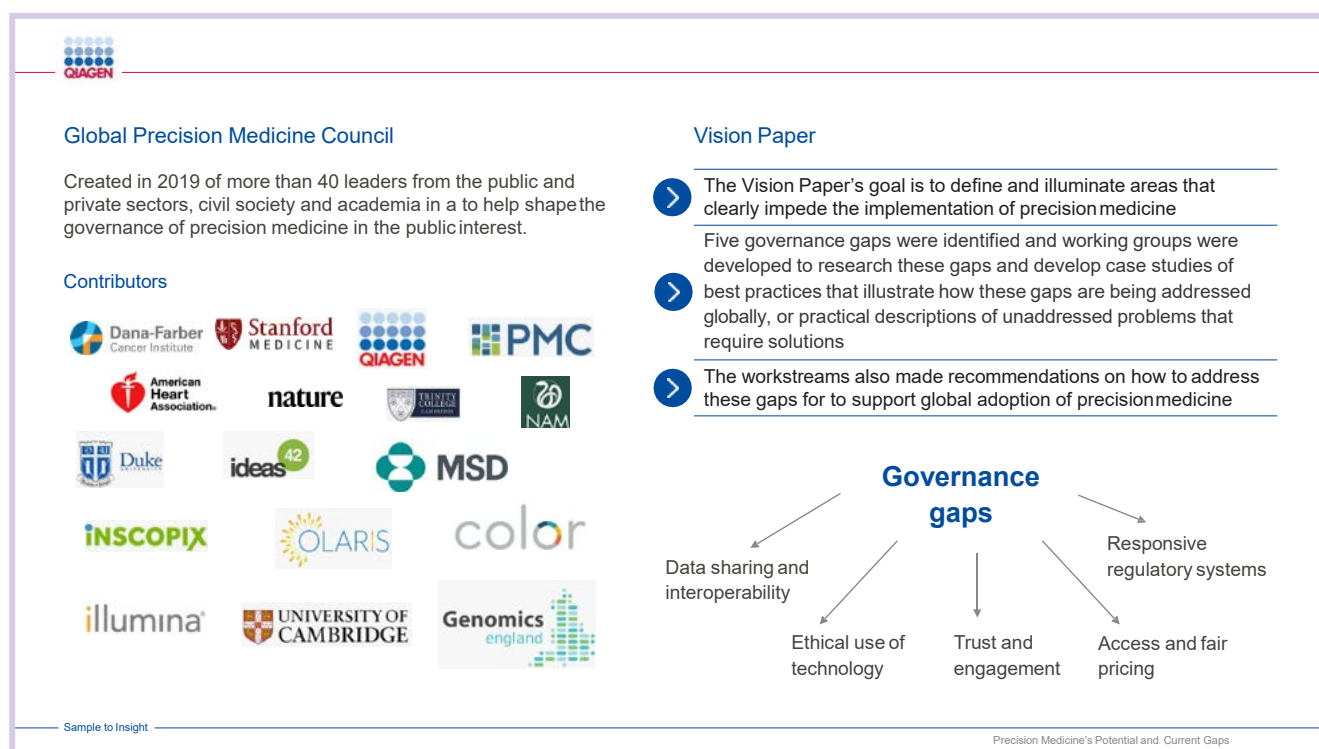 QIAGEN
Global Precision Medicine Council
Created in 2019 of more than 40 leaders from the public and
private sectors, civil society and academia in a to help shape the
governance of precision medicine in the public interest.
Contributors
Dana-Farber
Cancer Institute
Stanford
MEDICINE
QIAGEN
PMC
American
Heart
Association®
nature
TRINITY
COLLEGE
CAMBRIDGE
NAM
Duke
UNIVERSITY
ideas42
MSD
iNSCOPIX
OLARIS
color
illumina®
UNIVERSITY OF
CAMBRIDGE
Genomics
england
Vision Paper
The Vision Paper’s goal is to define and illuminate areas that
clearly impede the implementation of precision medicine
Five governance gaps were identified and working groups were
developed to research these gaps and develop case studies of
best practices that illustrate how these gaps are being addressed
globally, or practical descriptions of unaddressed problems that
require solutions
The workstreams also made recommendations on how to address
these gaps for to support global adoption of precision medicine
Governance
gaps
Data sharing and
interoperability
Ethical use of
technology
Trust and
engagement
Access and fair
pricing
Responsive
regulatory systems
Sample to Insight
Precision Medicine’s Potential and Current Gaps